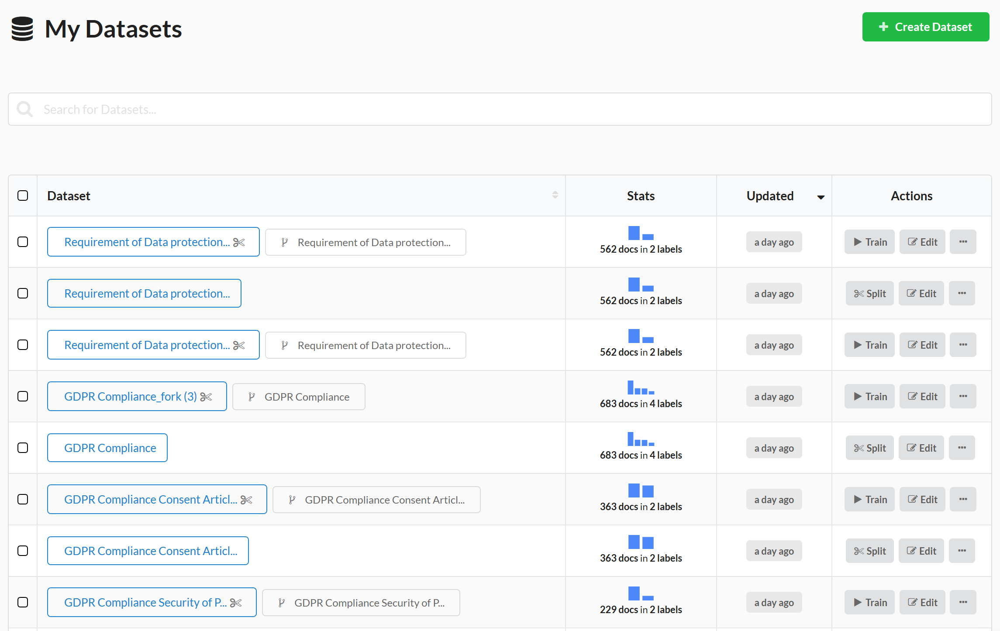 My Datasets
Create Dataset
Search for Datasets...
Dataset Stats Updated Actions
Requirement of Data protection... Requirement of Data protection... 562 docs in 2 labels a day ago Train Edit ...
Requirement of Data protection... 562 docs in 2 labels a day ago Split Edit ...
Requirement of Data protection... Requirement of Data protection... 562 docs in 2 labels a day ago Train Edit ...
GDPR Compliance_fork (3) GDPR Compliance 683 docs in 4 labels a day ago Train Edit ...
GDPR Compliance 683 docs in 4 labels a day ago Split Edit ...
GDPR Compliance Consent Articl... GDPR Compliance Consent Articl... 363 docs in 2 labels a day ago Train Edit ...
GDPR Compliance Consent Articl... 363 docs in 2 labels a day ago Split Edit ...
GDPR Compliance Security of P... GDPR Compliance Security of P... 229 docs in 2 labels a day ago Train Edit ...